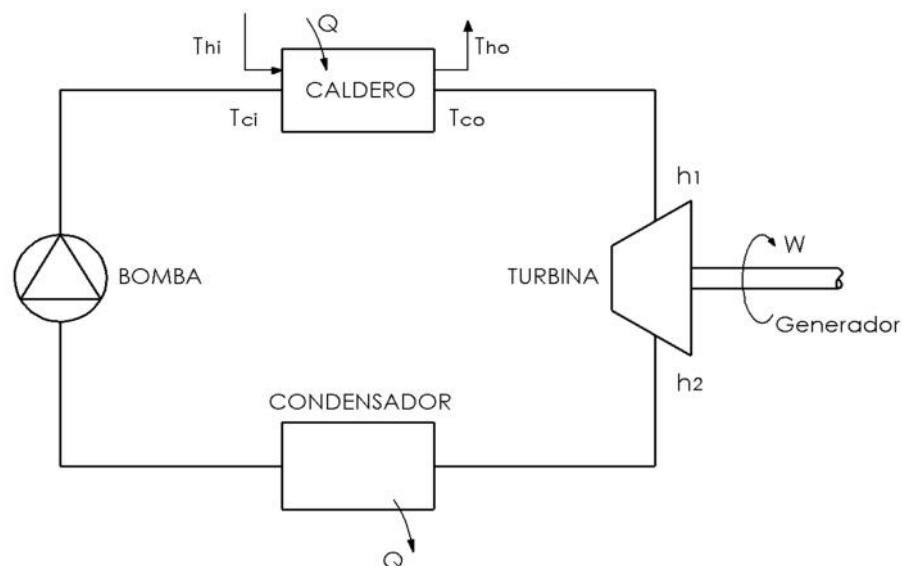 Q
Thi
Tho
CALDERO
Tci
Tco
h1
W
BOMBA
TURBINA
Generador
h2
CONDENSADOR
Q